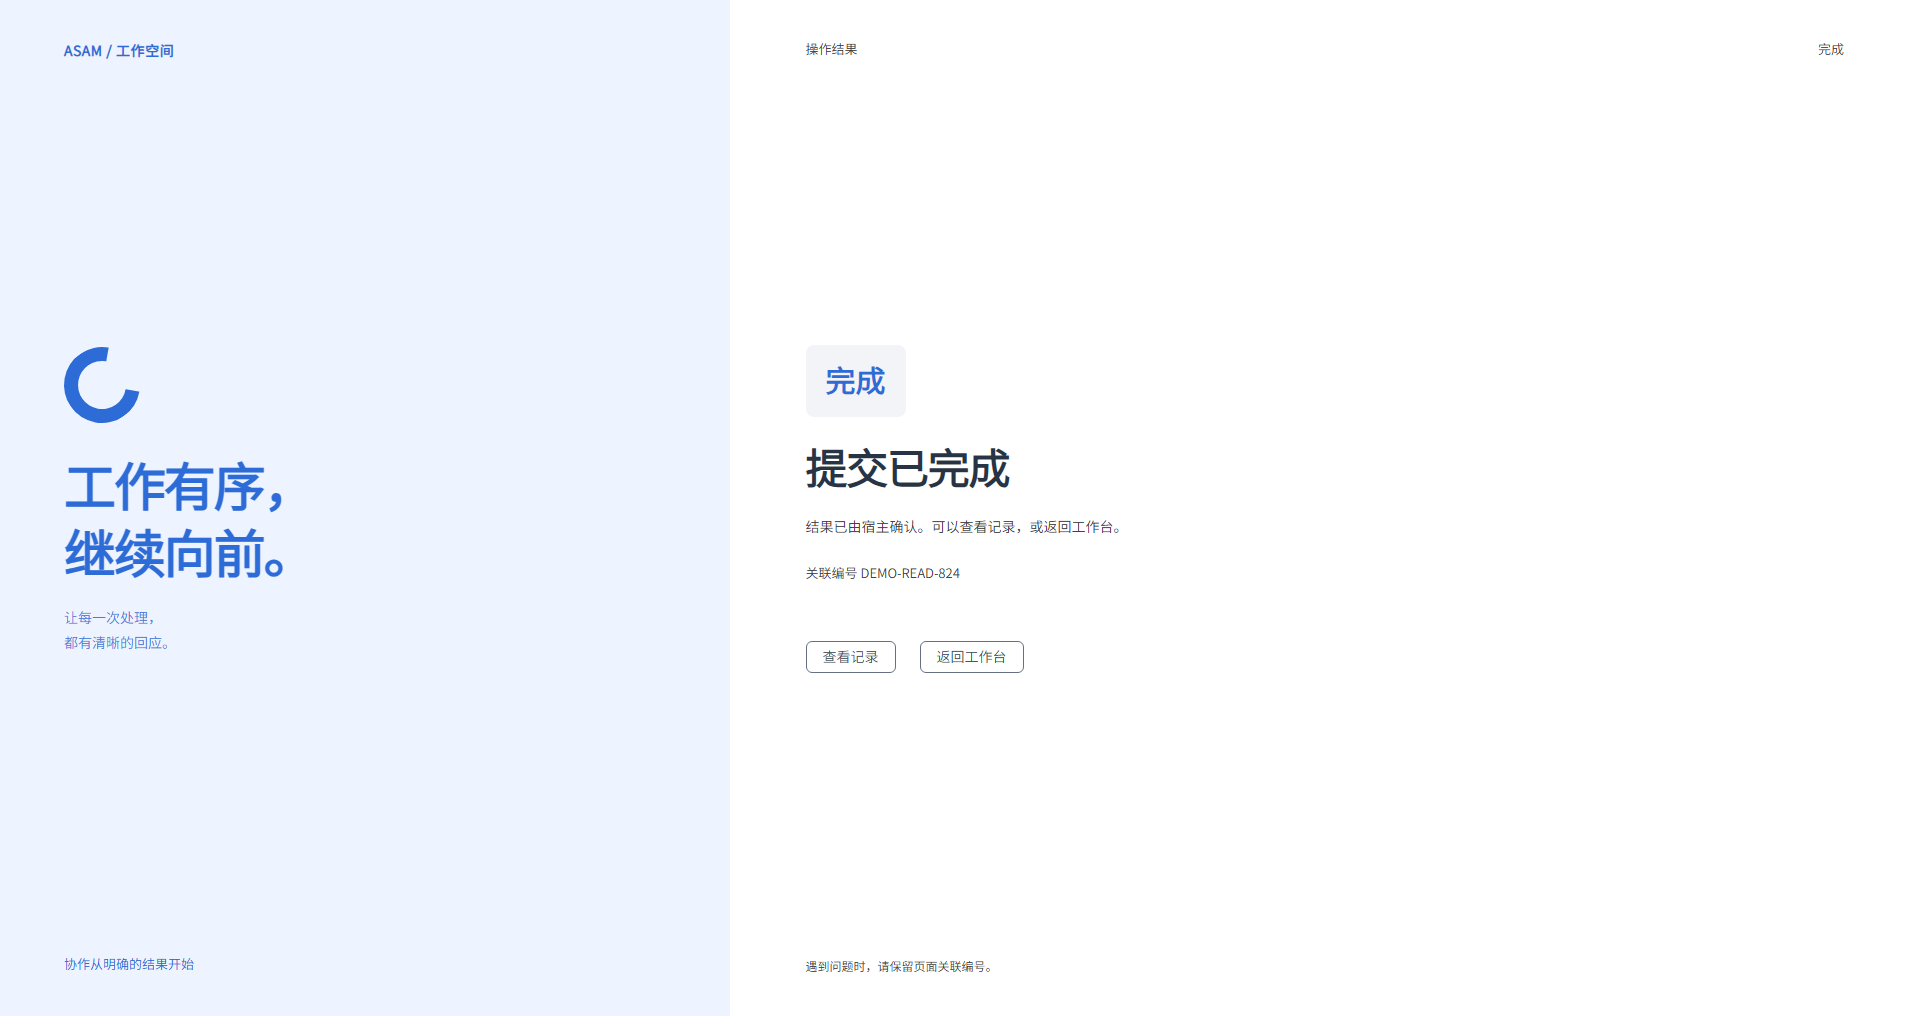 ASAM / 工作空间
工作有序，
继续向前。
让每一次处理，
都有清晰的回应。
协作从明确的结果开始
操作结果
完成
完成
提交已完成
结果已由宿主确认。可以查看记录，或返回工作台。
关联编号 DEMO-READ-824
查看记录
返回工作台
遇到问题时，请保留页面关联编号。